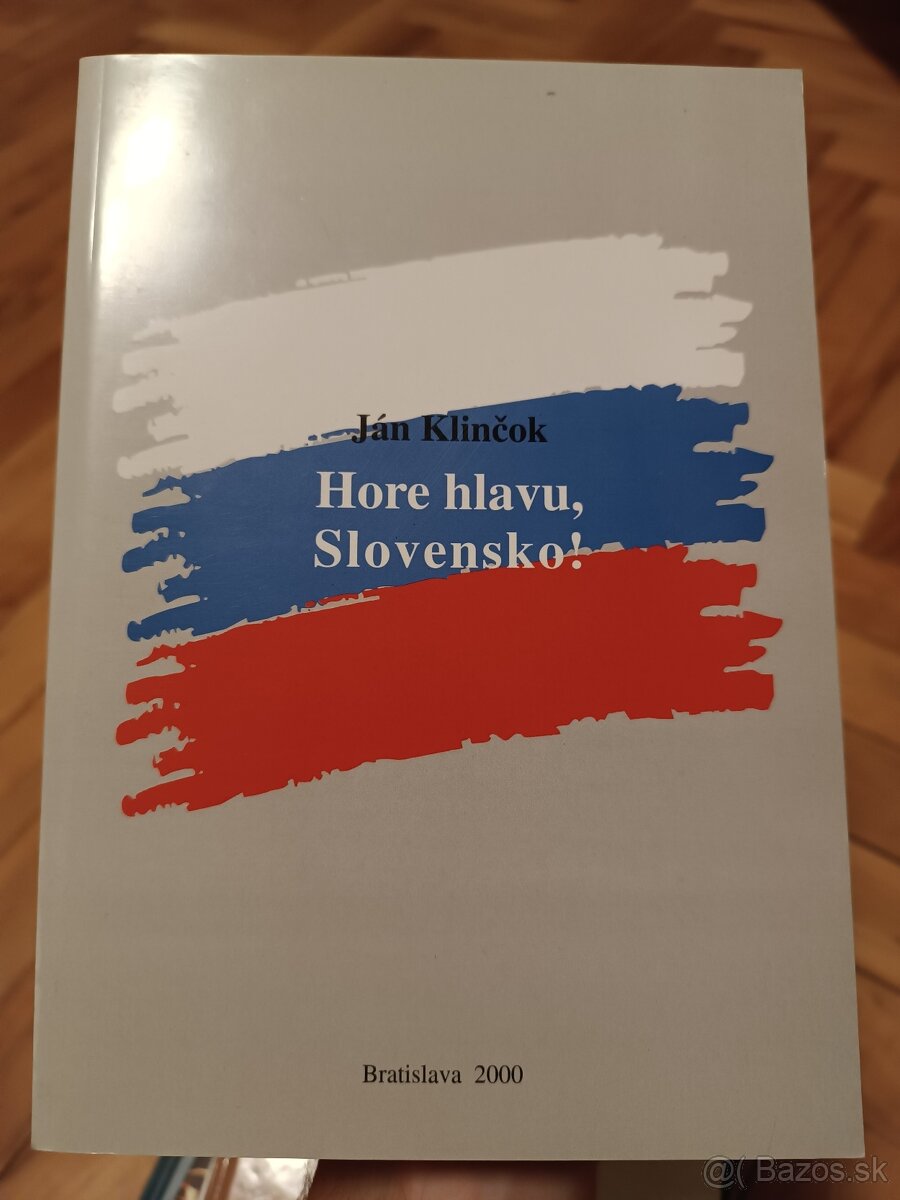 Ján Klinčok
Hore hlavu,
Slovensko!
Bratislava 2000
@( Bazos.sk